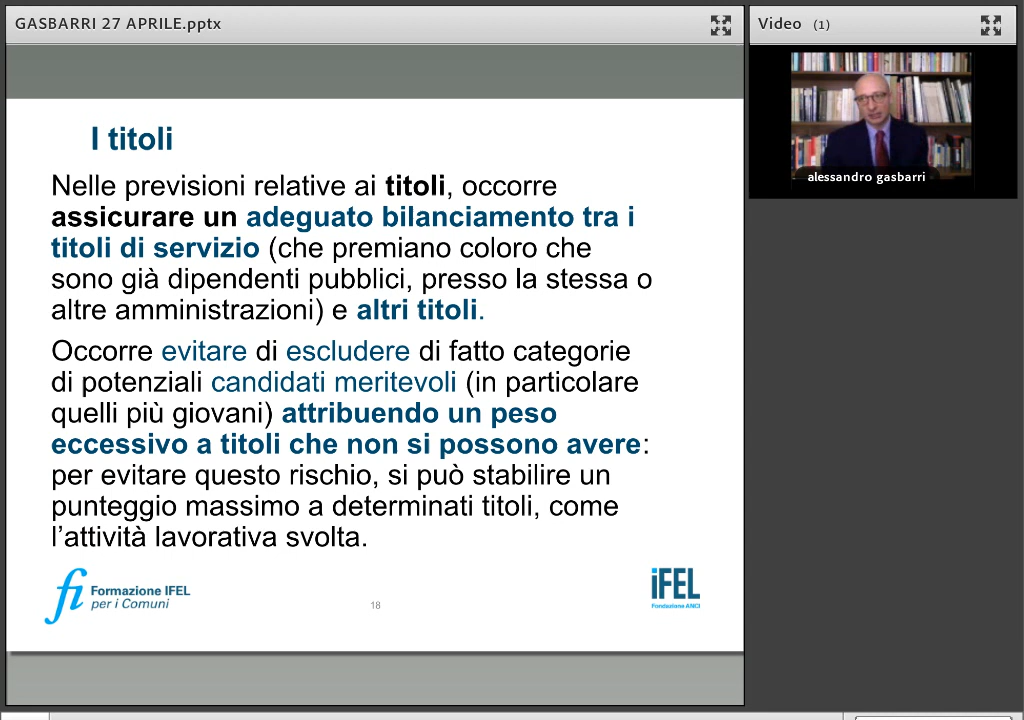 GASBARRI 27 APRILE.pptx
Video (1)
alessandro gasbarri
I titoli
Nelle previsioni relative ai titoli, occorre
assicurare un adeguato bilanciamento tra i
titoli di servizio (che premiano coloro che
sono già dipendenti pubblici, presso la stessa o
altre amministrazioni) e altri titoli.
Occorre evitare di escludere di fatto categorie
di potenziali candidati meritevoli (in particolare
quelli più giovani) attribuendo un peso
eccessivo a titoli che non si possono avere:
per evitare questo rischio, si può stabilire un
punteggio massimo a determinati titoli, come
l’attività lavorativa svolta.
fi Formazione IFEL
per i Comuni
18
iFEL
Fondazione ANCI